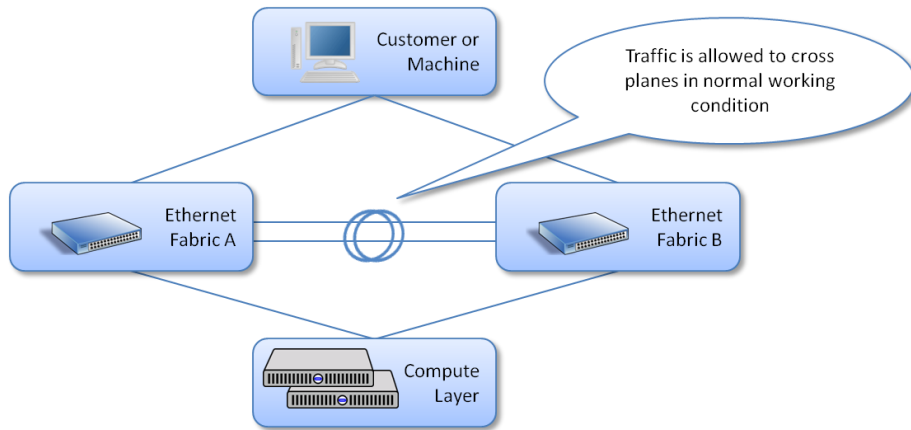 Customer or
Machine
Traffic is allowed to cross
planes in normal working
condition
Ethernet
Fabric A
Ethernet
Fabric B
Compute
Layer